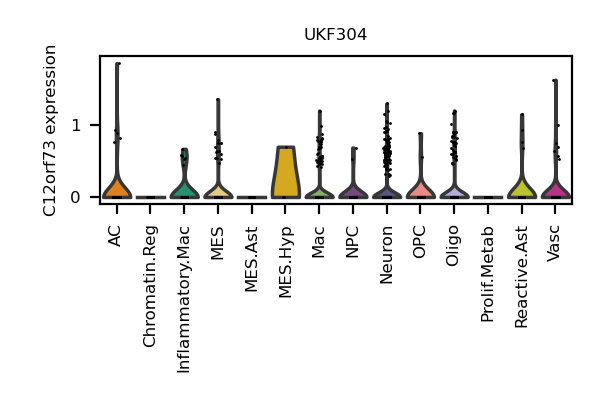 UKF304
C12orf73 expression
1
0
AC
Chromatin.Reg
Inflammatory.Mac
MES
MES.Ast
MES.Hyp
Mac
NPC
Neuron
OPC
Oligo
Prolif.Metab
Reactive.Ast
Vasc